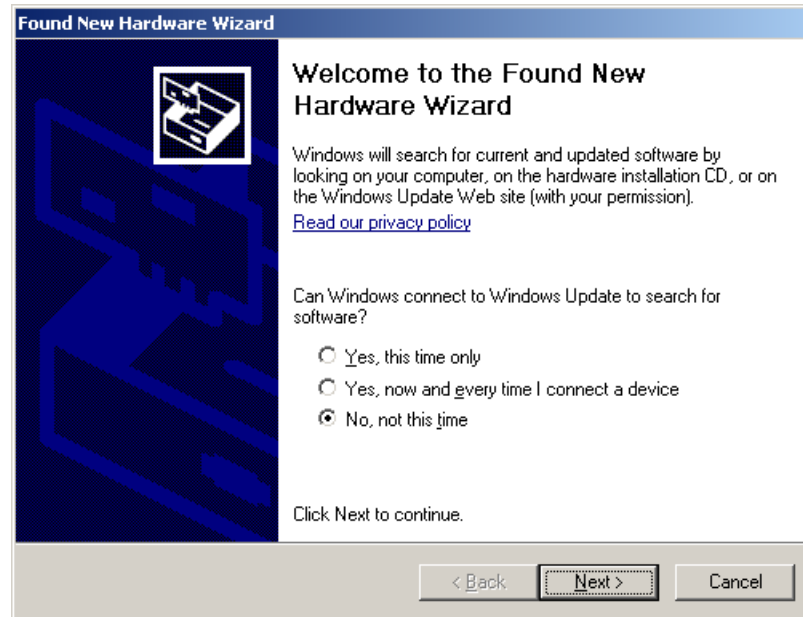 Found New Hardware Wizard
Welcome to the Found New
Hardware Wizard
Windows will search for current and updated software by
looking on your computer, on the hardware installation CD, or on
the Windows Update Web site (with your permission).
Read our privacy policy
Can Windows connect to Windows Update to search for
software?
Yes, this time only
Yes, now and every time I connect a device
No, not this time
Click Next to continue.
< Back Next > Cancel